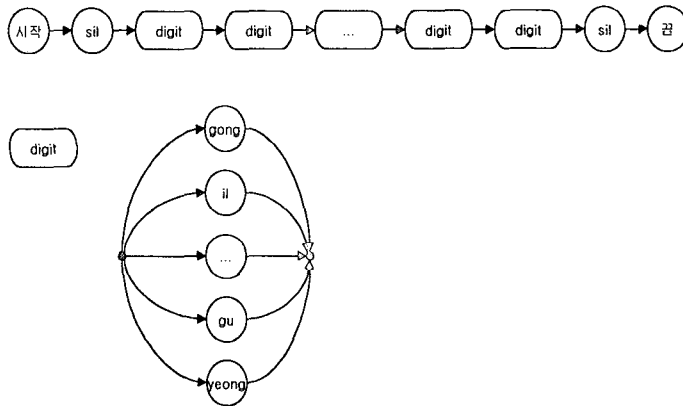 시작 sil digit digit ... digit digit sil 끝
gong
digit
il
...
gu
yeong